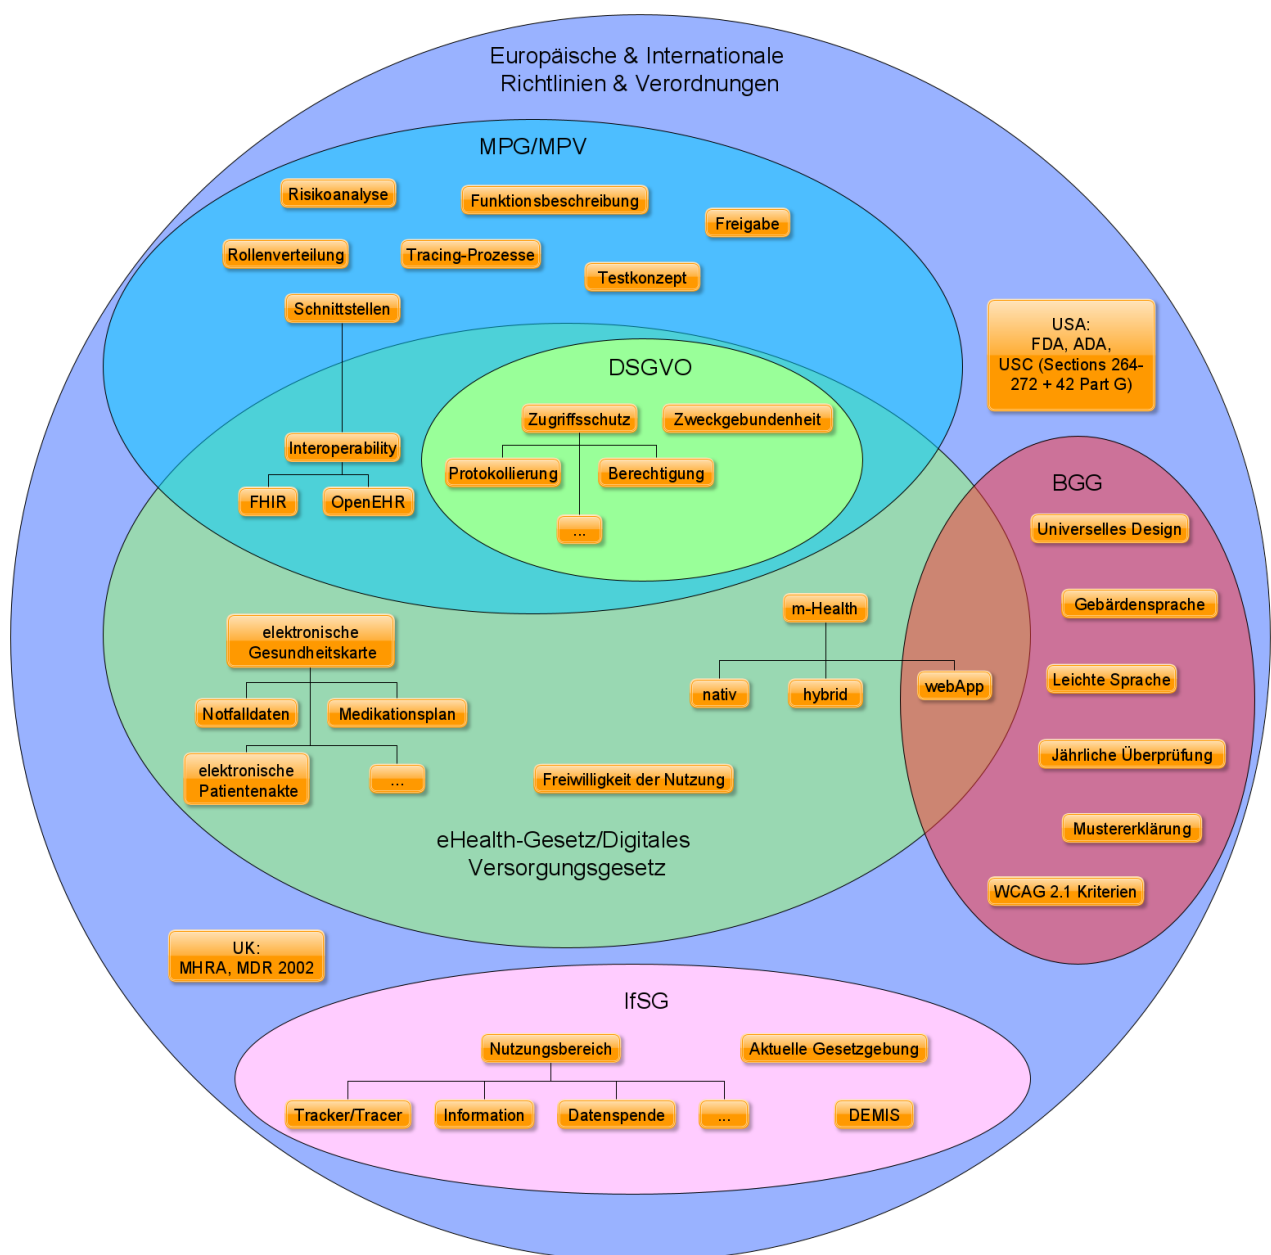 Europäische & Internationale
Richtlinien & Verordnungen
MPG/MPV
Risikoanalyse
Funktionsbeschreibung
Freigabe
Rollenverteilung
Tracing-Prozesse
Testkonzept
Schnittstellen
USA:
FDA, ADA,
USC (Sections 264-
272 + 42 Part G)
DSGVO
Zugriffsschutz
Zweckgebundenheit
Interoperability
Protokollierung
Berechtigung
FHIR
OpenEHR
...
BGG
Universelles Design
Gebärdensprache
Leichte Sprache
Jährliche Überprüfung
Mustererklärung
WCAG 2.1 Kriterien
m-Health
nativ
hybrid
webApp
elektronische
Gesundheitskarte
Notfalldaten
Medikationsplan
elektronische
Patientenakte
...
Freiwilligkeit der Nutzung
eHealth-Gesetz/Digitales
Versorgungsgesetz
UK:
MHRA, MDR 2002
IfSG
Nutzungsbereich
Aktuelle Gesetzgebung
Tracker/Tracer
Information
Datenspende
...
DEMIS